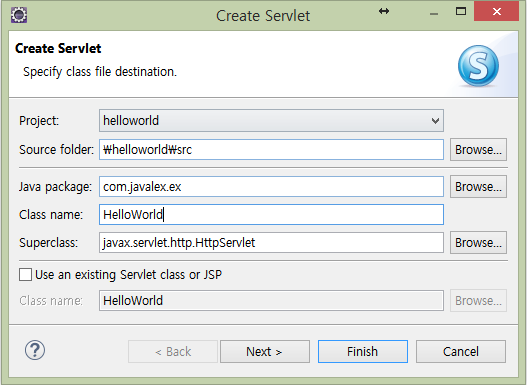 Create Servlet
Create Servlet
Specify class file destination.
Project: helloworld
Source folder: ₩helloworld₩src Browse...
Java package: com.javalex.ex Browse...
Class name: HelloWorld
Superclass: javax.servlet.http.HttpServlet Browse...
Use an existing Servlet class or JSP
Class name: HelloWorld Browse...
? < Back Next > Finish Cancel